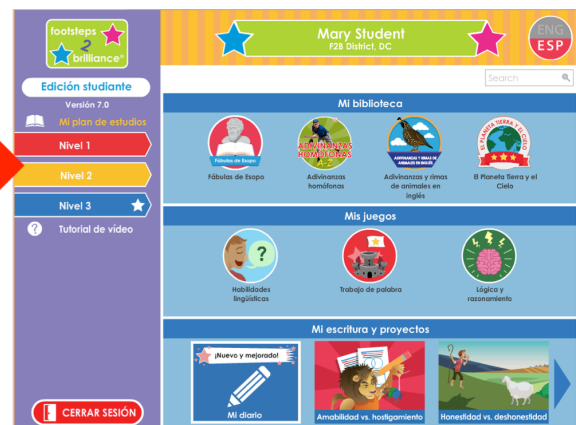 footsteps
2
brilliance®
Edición studiante
Versión 7.0
Mi plan de estudios
Nivel 1
Nivel 2
Nivel 3
Tutorial de vídeo
CERRAR SESIÓN
Mary Student
F2B District, DC
ENG
ESP
Search
Mi biblioteca
Fábulas de Esopo
ADIVINANZAS
HOMÓFONAS
A-Z
ADIVINANZAS Y RIMAS DE
ANIMALES EN INGLÉS
EL PLANETA TIERRA Y EL CIELO
Fábulas de Esopo
Adivinanzas
homófonas
Adivinanzas y rimas
de animales en
inglés
El Planeta Tierra y el
Cielo
Mis juegos
Habilidades
lingüísticas
Trabajo de palabra
Lógica y
razonamiento
Mi escritura y proyectos
¡Nuevo y mejorado!
Mi diario
Amabilidad vs. hostigamiento
Honestidad vs. deshonestidad